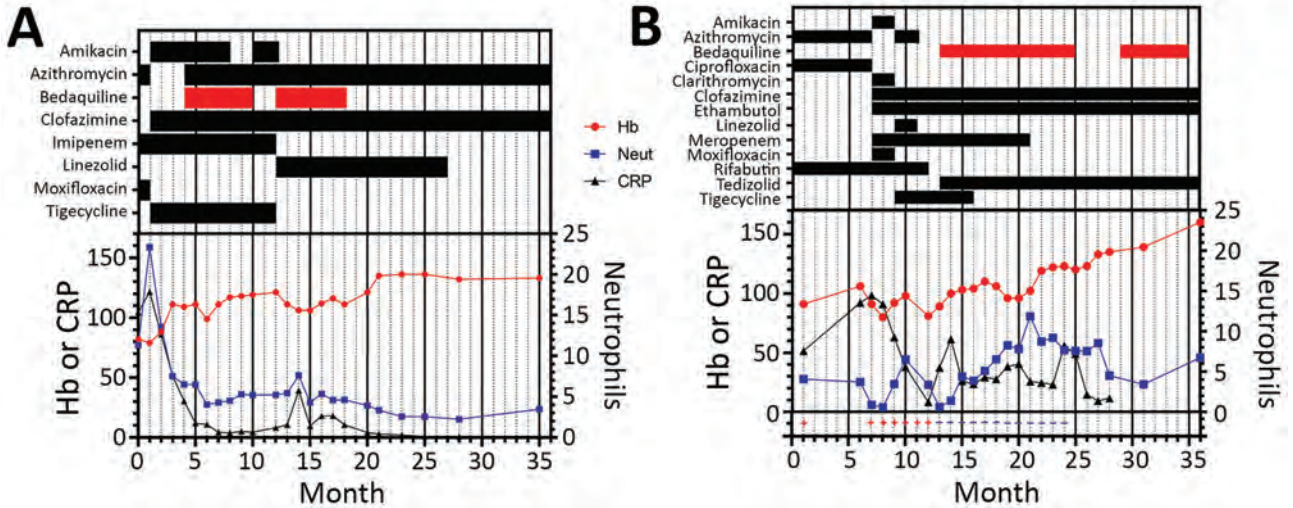 A
Amikacin
Azithromycin
Bedaquiline
Clofazimine
Imipenem
Linezolid
Moxifloxacin
Tigecycline
150
100
50
0
Hb or CRP
25
20
15
10
5
0
Neutrophils
0 5 10 15 20 25 30 35
Month
Hb
Neut
CRP
B
Amikacin
Azithromycin
Bedaquiline
Ciprofloxacin
Clarithromycin
Clofazimine
Ethambutol
Linezolid
Meropenem
Moxifloxacin
Rifabutin
Tedizolid
Tigecycline
150
100
50
0
Hb or CRP
25
20
15
10
5
0
Neutrophils
0 5 10 15 20 25 30 36
Month